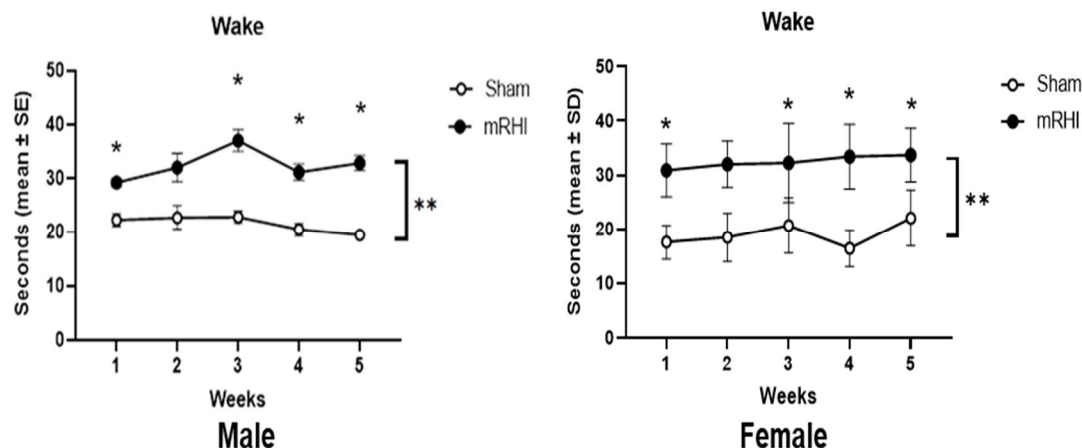 Wake
Seconds (mean ± SE)
50
40
30
20
10
0
*
*
*
*
**
Sham
mRHI
1 2 3 4 5
Weeks
Male
Wake
Seconds (mean ± SD)
50
40
30
20
10
0
*
*
*
*
**
Sham
mRHI
1 2 3 4 5
Weeks
Female